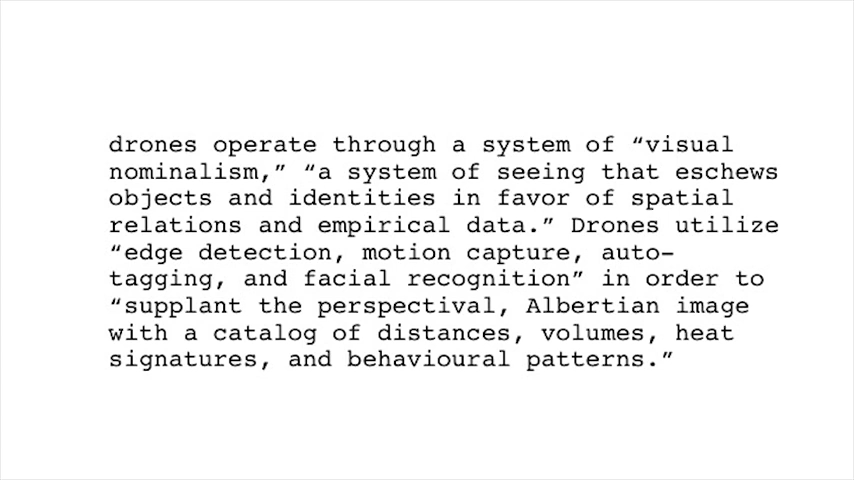 drones operate through a system of “visual
nominalism,” “a system of seeing that eschews
objects and identities in favor of spatial
relations and empirical data.” Drones utilize
“edge detection, motion capture, auto-
tagging, and facial recognition” in order to
“supplant the perspectival, Albertian image
with a catalog of distances, volumes, heat
signatures, and behavioural patterns.”